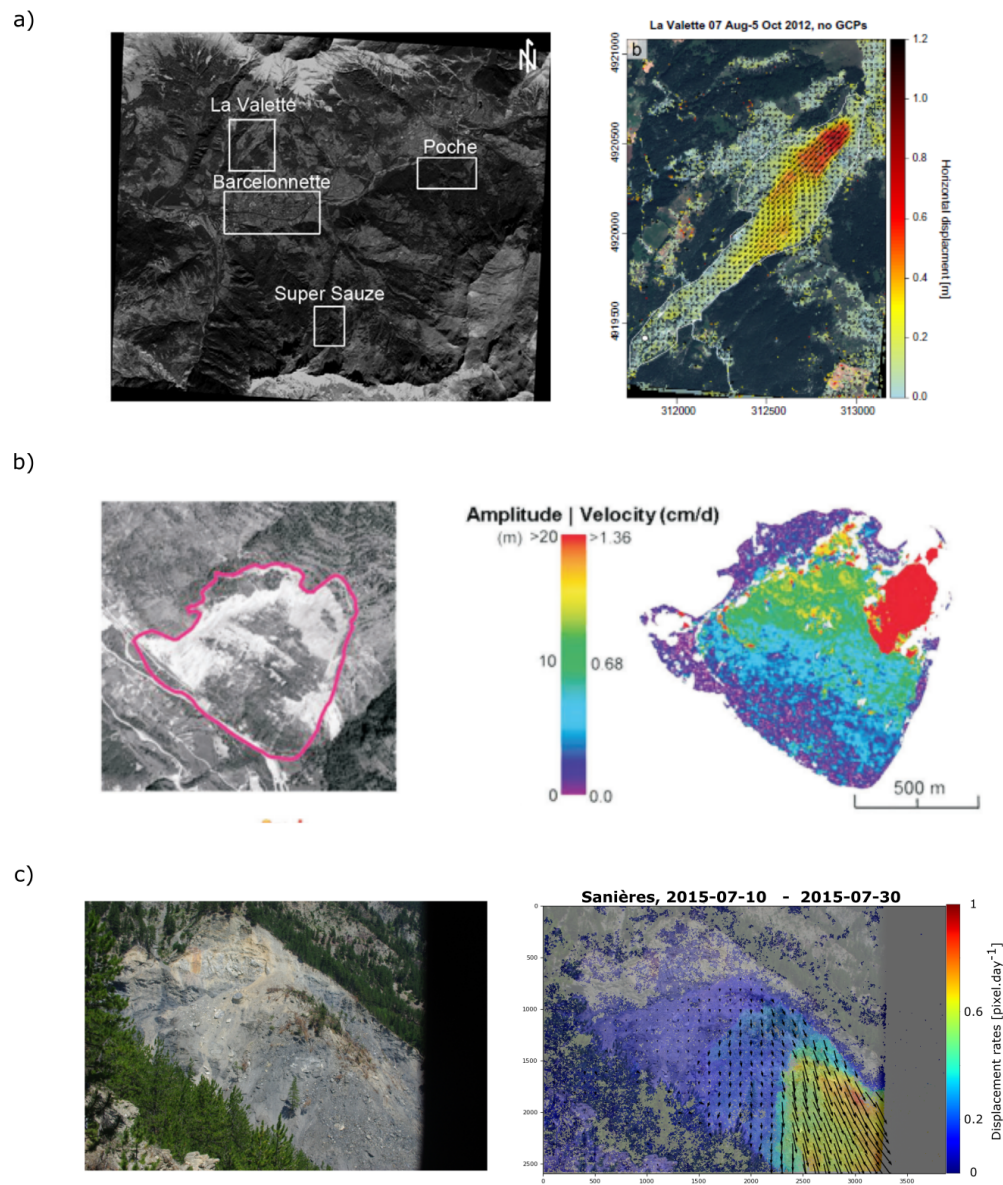 a)
La Valette
Poche
Barcelonnette
Super Sauze
N
La Valette 07 Aug-5 Oct 2012, no GCPs
b
4921000
4920500
4920000
4919500
312000
312500
313000
1.2
1.0
0.8
0.6
0.4
0.2
0.0
Horizontal displacment [m]
b)
Amplitude | Velocity (cm/d)
(m) >20 >1.36
10 0.68
0 0.0
500 m
c)
Sanières, 2015-07-10 - 2015-07-30
0
500
1000
1500
2000
2500
0 500 1000 1500 2000 2500 3000 3500
1
0.6
0.2
0
Displacement rates [pixel.day-1]